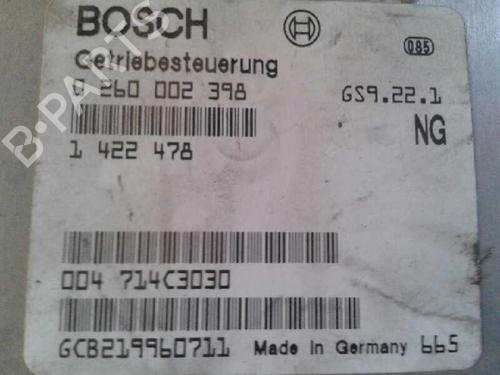 BOSCH
085
Getriebesteuerung
0 260 002 398 GS9.22.1
NG
1 422 478
004 714C3030
GCB219960711 Made in Germany 665
B-PARTS